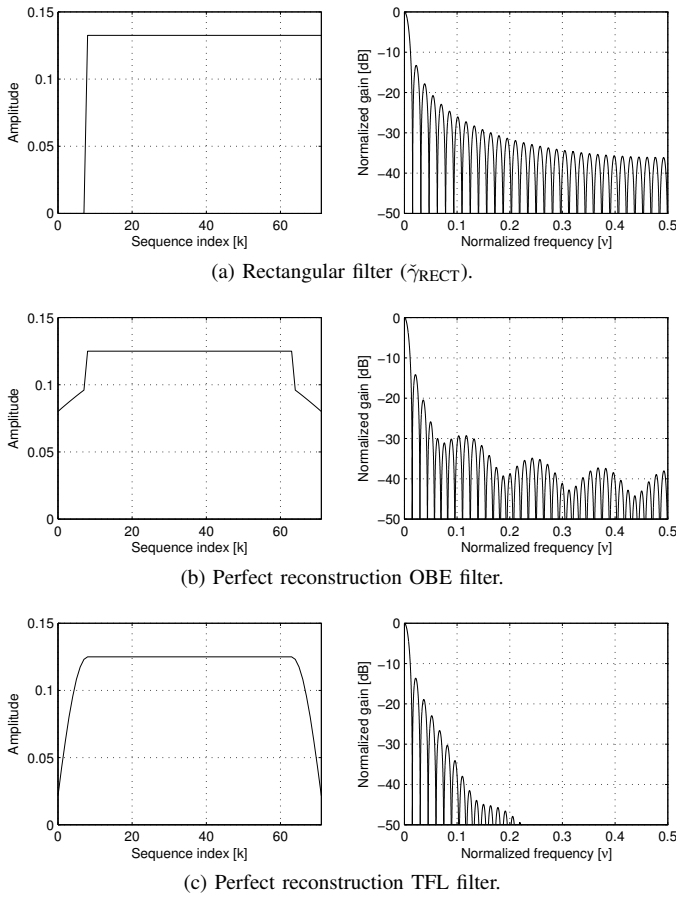 0.15
0.1
0.05
0
0 20 40 60
Amplitude
Sequence index [k]
0
−10
−20
−30
−40
−50
0 0.1 0.2 0.3 0.4 0.5
Normalized gain [dB]
Normalized frequency [ν]
(a) Rectangular filter (γ̌RECT).
0.15
0.1
0.05
0
0 20 40 60
Amplitude
Sequence index [k]
0
−10
−20
−30
−40
−50
0 0.1 0.2 0.3 0.4 0.5
Normalized gain [dB]
Normalized frequency [ν]
(b) Perfect reconstruction OBE filter.
0.15
0.1
0.05
0
0 20 40 60
Amplitude
Sequence index [k]
0
−10
−20
−30
−40
−50
0 0.1 0.2 0.3 0.4 0.5
Normalized gain [dB]
Normalized frequency [ν]
(c) Perfect reconstruction TFL filter.